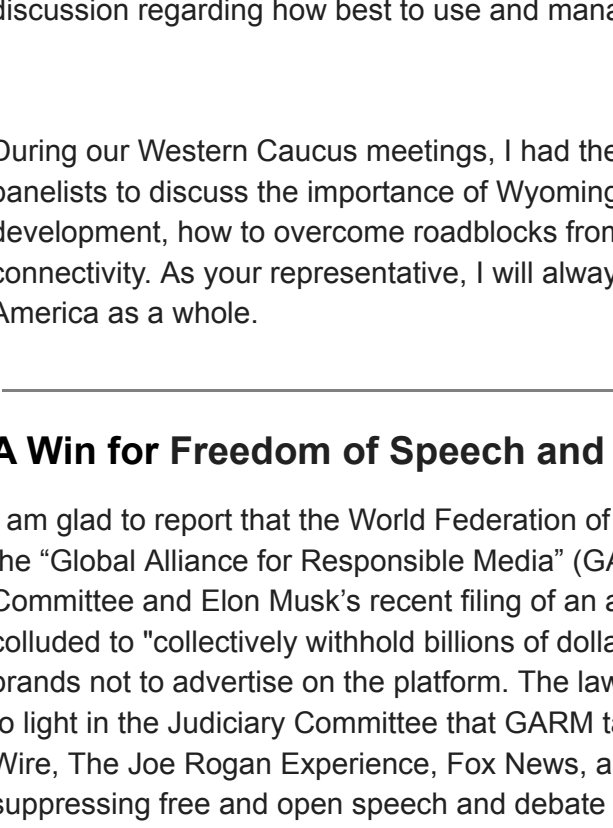 discussion regarding how best to use and mana
During our Western Caucus meetings, I had the
panelists to discuss the importance of Wyoming
development, how to overcome roadblocks from
connectivity. As your representative, I will alway
America as a whole.
A Win for Freedom of Speech and
am glad to report that the World Federation of
the “Global Alliance for Responsible Media” (GA
Committee and Elon Musk’s recent filing of an a
colluded to "collectively withhold billions of dolla
brands not to advertise on the platform. The law
to light in the Judiciary Committee that GARM ta
Wire, The Joe Rogan Experience, Fox News, a
suppressing free and open speech and debate